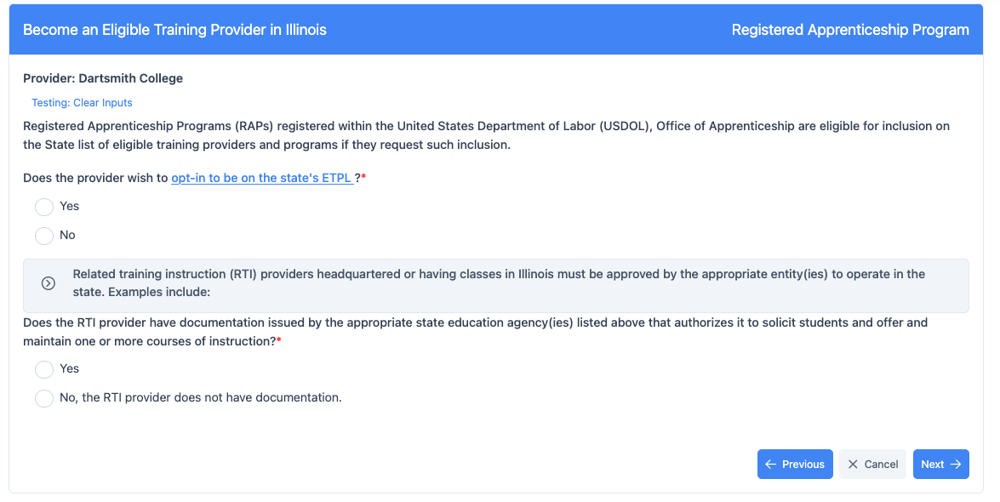 Become an Eligible Training Provider in Illinois
Registered Apprenticeship Program
Provider: Dartsmith College
Testing: Clear Inputs
Registered Apprenticeship Programs (RAPs) registered within the United States Department of Labor (USDOL), Office of Apprenticeship are eligible for inclusion on
the State list of eligible training providers and programs if they request such inclusion.
Does the provider wish to opt-in to be on the state's ETPL ?*
Yes
No
Related training instruction (RTI) providers headquartered or having classes in Illinois must be approved by the appropriate entity(ies) to operate in the
state. Examples include:
Does the RTI provider have documentation issued by the appropriate state education agency(ies) listed above that authorizes it to solicit students and offer and
maintain one or more courses of instruction?*
Yes
No, the RTI provider does not have documentation.
Previous
Cancel
Next